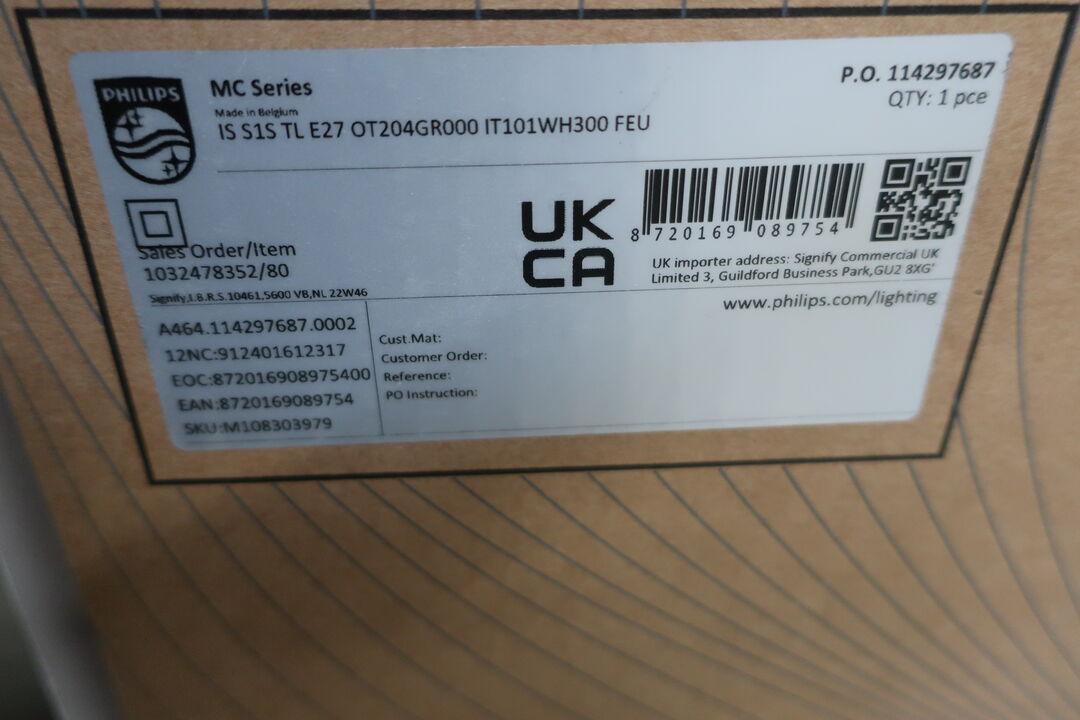 PHILIPS
MC Series
Made in Belgium
IS S1S TL E27 OT204GR000 IT101WH300 FEU
P.O. 114297687
QTY: 1 pce
Sales Order/Item
1032478352/80
Signify,I.B.R.S.10461,5600 VB,NL 22W46
UK
CA
8 720169 089754
UK importer address: Signify Commercial UK
Limited 3, Guildford Business Park,GU2 8XG'
www.philips.com/lighting
A464.114297687.0002
12NC:912401612317
EOC:872016908975400
EAN:8720169089754
SKU:M108303979
Cust.Mat:
Customer Order:
Reference:
PO Instruction: